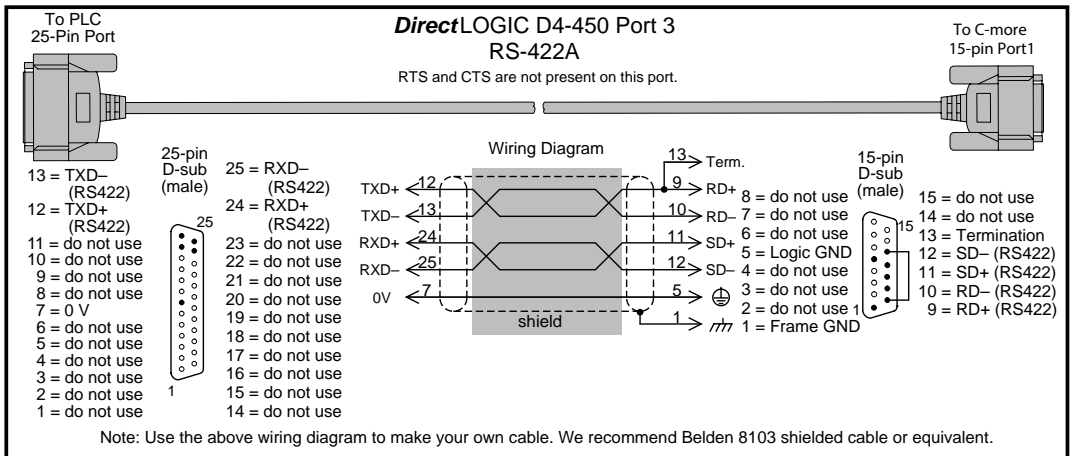 To PLC
25-Pin Port
DirectLOGIC D4-450 Port 3
RS-422A
RTS and CTS are not present on this port.
To C-more
15-pin Port1
25-pin
D-sub
(male)
13 = TXD–
(RS422)
12 = TXD+
(RS422)
11 = do not use
10 = do not use
9 = do not use
8 = do not use
7 = 0 V
6 = do not use
5 = do not use
4 = do not use
3 = do not use
2 = do not use
1 = do not use
25
1
25 = RXD–
(RS422)
24 = RXD+
(RS422)
23 = do not use
22 = do not use
21 = do not use
20 = do not use
19 = do not use
18 = do not use
17 = do not use
16 = do not use
15 = do not use
14 = do not use
Wiring Diagram
13 Term.
TXD+ 12 9 RD+
TXD– 13 10 RD–
RXD+ 24 11 SD+
RXD– 25 12 SD–
0V 7 5
shield 1
8 = do not use
7 = do not use
6 = do not use
5 = Logic GND
4 = do not use
3 = do not use
2 = do not use
1 = Frame GND
15-pin
D-sub
(male)
15
1
15 = do not use
14 = do not use
13 = Termination
12 = SD– (RS422)
11 = SD+ (RS422)
10 = RD– (RS422)
9 = RD+ (RS422)
Note: Use the above wiring diagram to make your own cable. We recommend Belden 8103 shielded cable or equivalent.